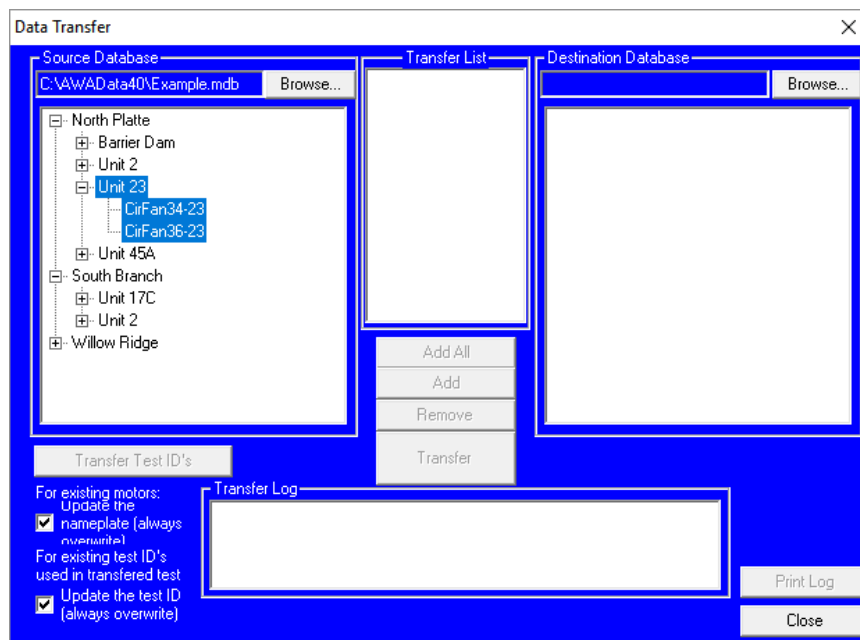 Data Transfer
Source Database
C:\AWAData40\Example.mdb
Browse...
North Platte
Barrier Dam
Unit 2
Unit 23
CirFan34-23
CirFan36-23
Unit 45A
South Branch
Unit 17C
Unit 2
Willow Ridge
Transfer List
Destination Database
Browse...
Add All
Add
Remove
Transfer
Transfer Test ID's
For existing motors:
Update the
nameplate (always
overwrite)
For existing test ID's
used in transfered test
Update the test ID
(always overwrite)
Transfer Log
Print Log
Close